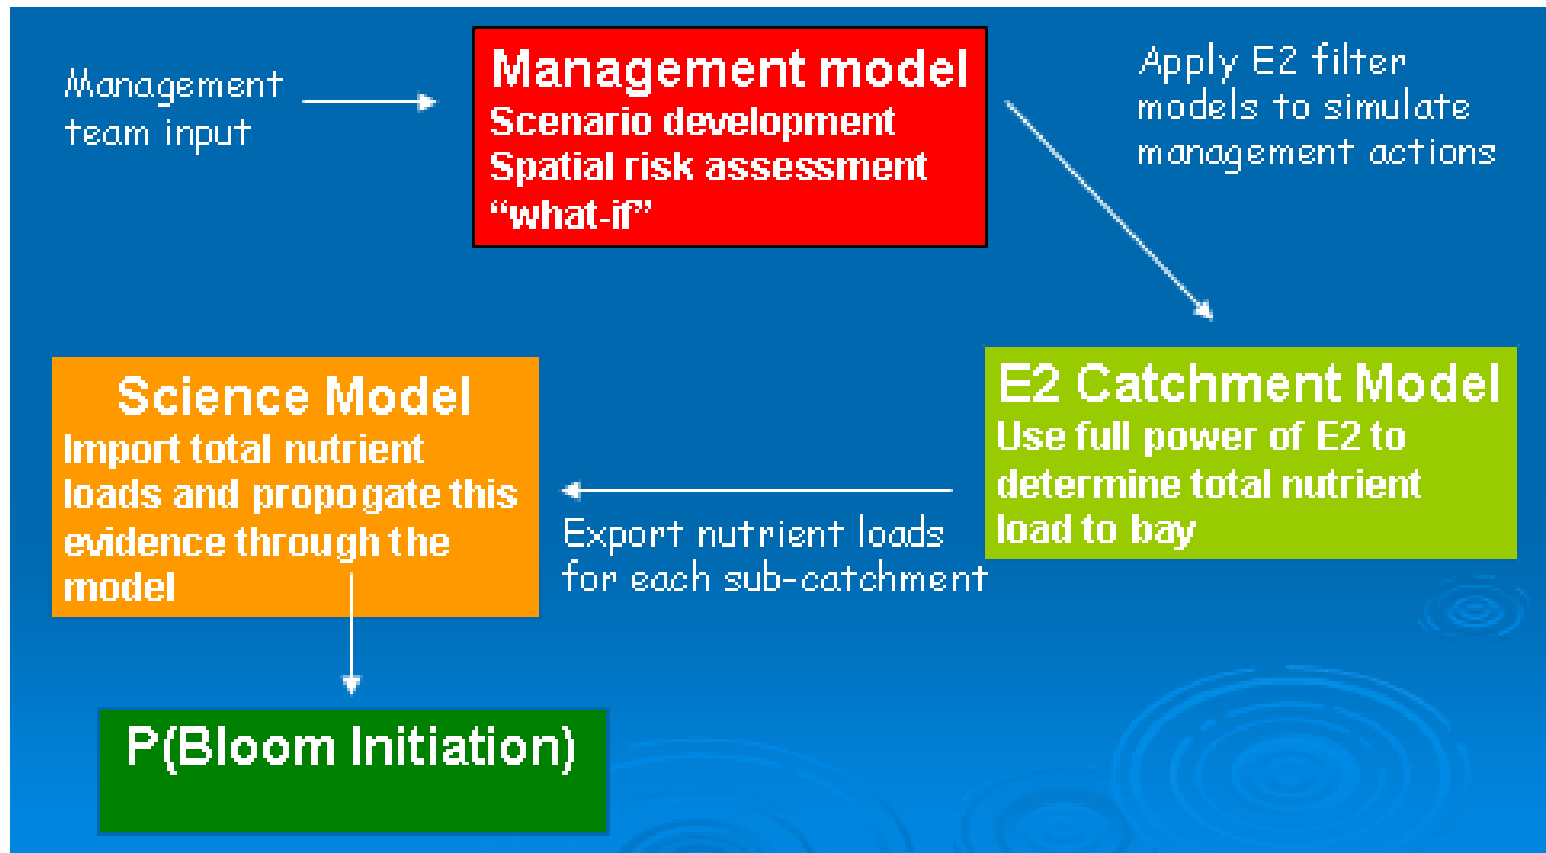 Management
team input
Management model
Scenario development
Spatial risk assessment
“what-if”
Apply E2 filter
models to simulate
management actions
E2 Catchment Model
Use full power of E2 to
determine total nutrient
load to bay
Export nutrient loads
for each sub-catchment
Science Model
Import total nutrient
loads and propogate this
evidence through the
model
P(Bloom Initiation)